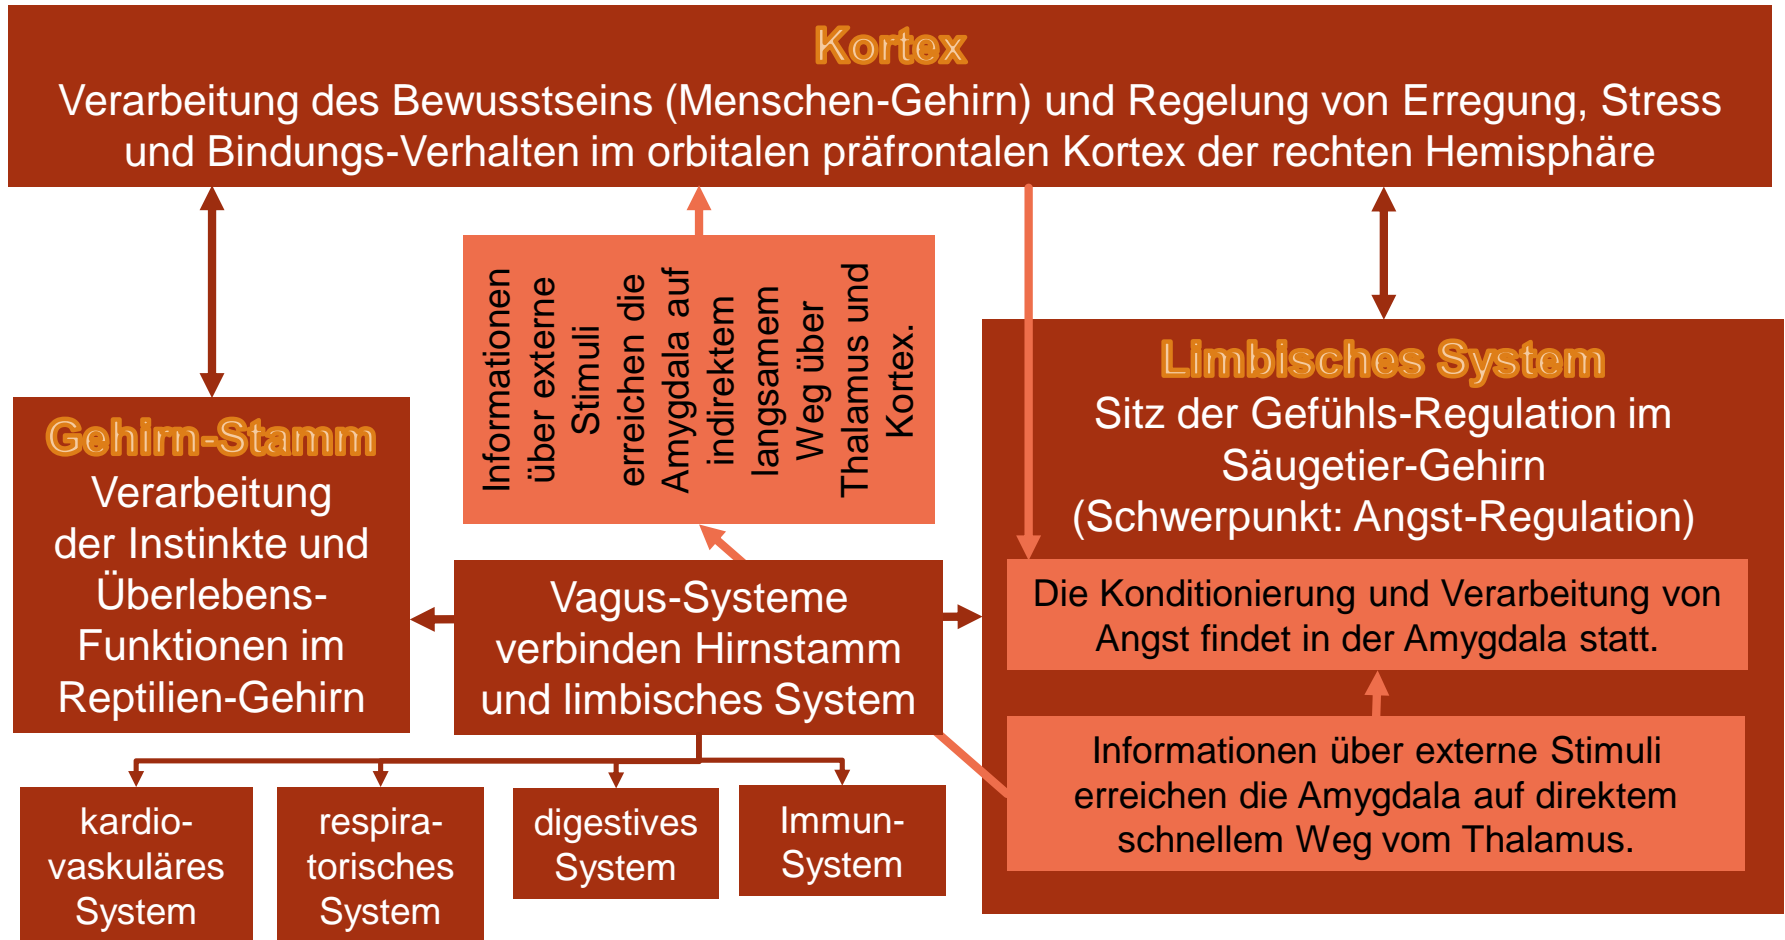 Kortex
Verarbeitung des Bewusstseins (Menschen-Gehirn) und Regelung von Erregung, Stress
und Bindungs-Verhalten im orbitalen präfrontalen Kortex der rechten Hemisphäre
Informationen
über externe
Stimuli
erreichen die
Amygdala auf
indirektem
langsamem
Weg über
Thalamus und
Kortex.
Gehirn-Stamm
Verarbeitung
der Instinkte und
Überlebens-
Funktionen im
Reptilien-Gehirn
Vagus-Systeme
verbinden Hirnstamm
und limbisches System
Limbisches System
Sitz der Gefühls-Regulation im
Säugetier-Gehirn
(Schwerpunkt: Angst-Regulation)
Die Konditionierung und Verarbeitung von
Angst findet in der Amygdala statt.
Informationen über externe Stimuli
erreichen die Amygdala auf direktem
schnellem Weg vom Thalamus.
kardio-
vaskuläres
System
respira-
torisches
System
digestives
System
Immun-
System